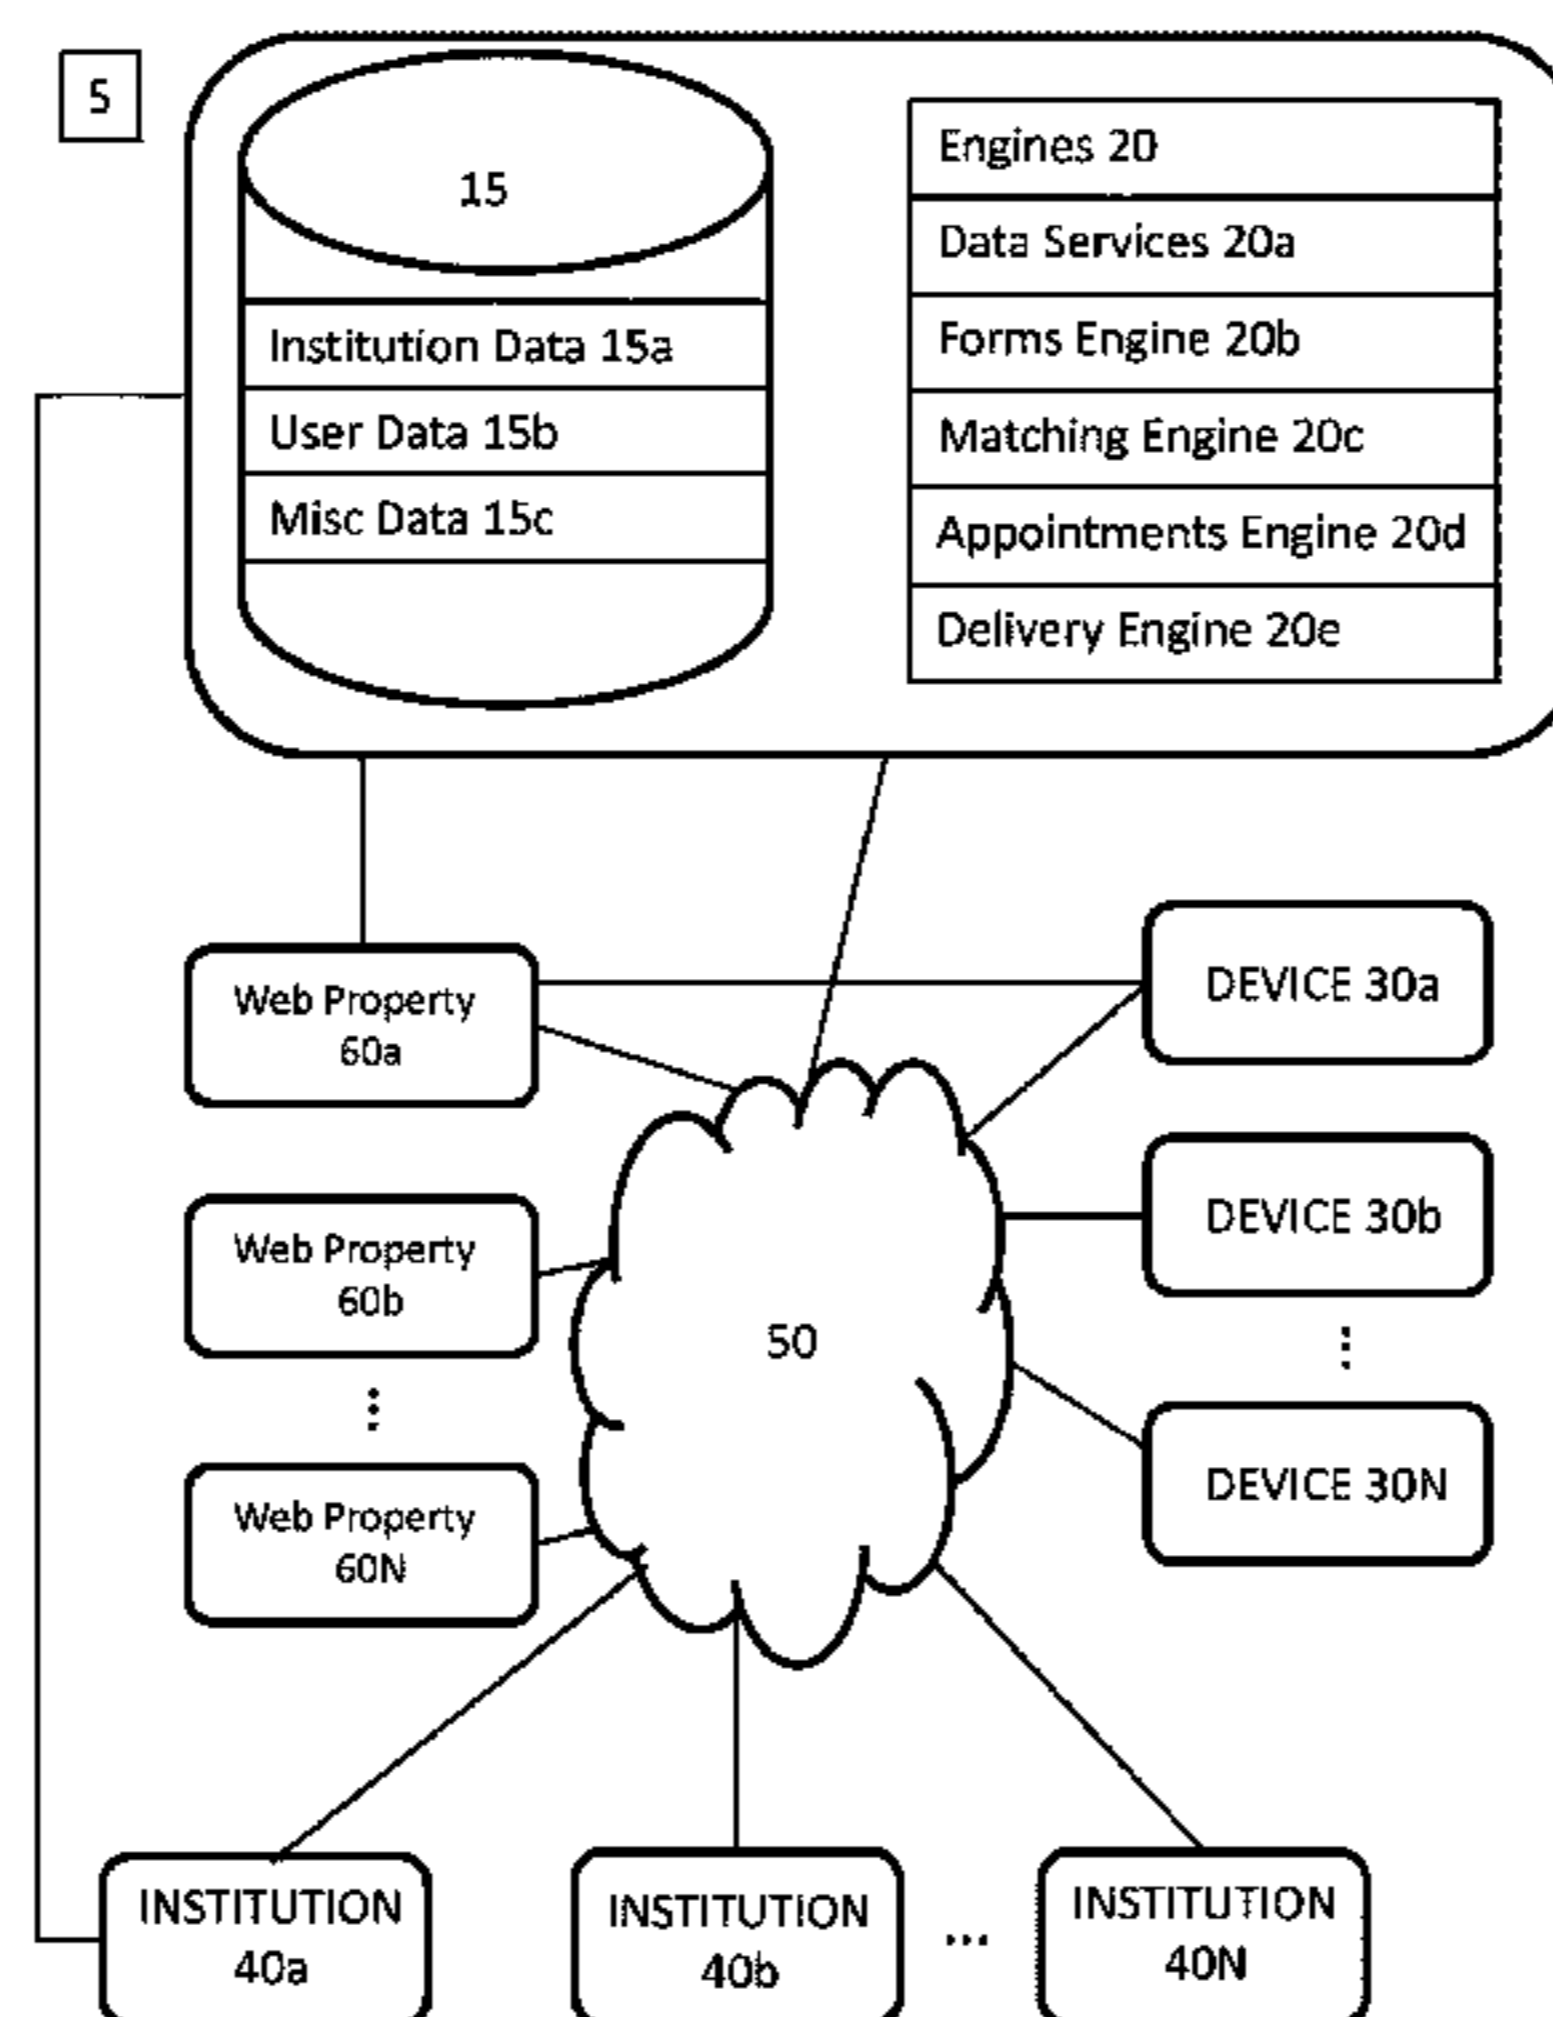 5
15
Institution Data 15a
User Data 15b
Misc Data 15c
Engines 20
Data Services 20a
Forms Engine 20b
Matching Engine 20c
Appointments Engine 20d
Delivery Engine 20e
Web Property
60a
Web Property
60b
⋮
Web Property
60N
50
DEVICE 30a
DEVICE 30b
⋮
DEVICE 30N
INSTITUTION
40a
INSTITUTION
40b
...
INSTITUTION
40N